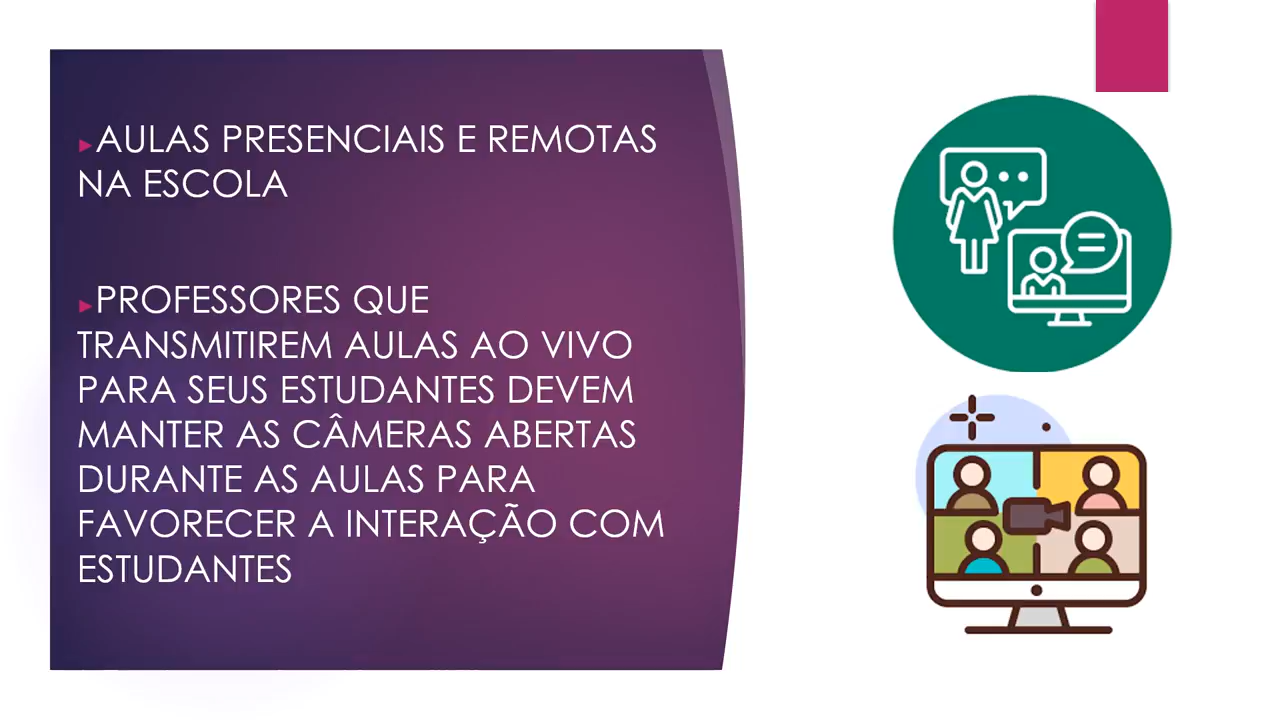 ►AULAS PRESENCIAIS E REMOTAS
NA ESCOLA
►PROFESSORES QUE
TRANSMITIREM AULAS AO VIVO
PARA SEUS ESTUDANTES DEVEM
MANTER AS CÂMERAS ABERTAS
DURANTE AS AULAS PARA
FAVORECER A INTERAÇÃO COM
ESTUDANTES